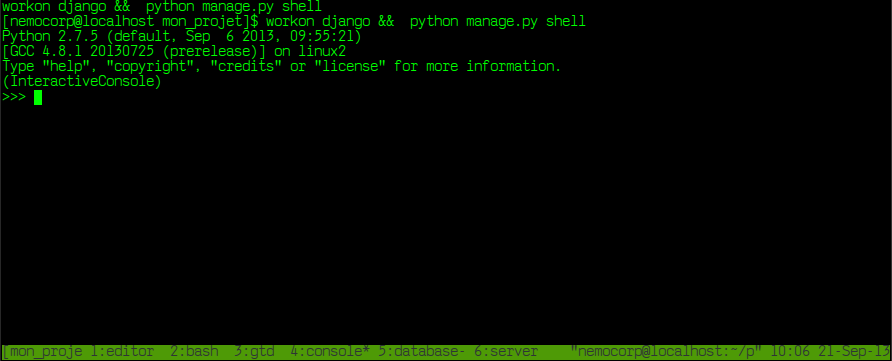 workon django &&  python manage.py shell
[nemocorp@localhost mon_projet]$ workon django &&  python manage.py shell
Python 2.7.5 (default, Sep  6 2013, 09:55:21)
[GCC 4.8.1 20130725 (prerelease)] on linux2
Type "help", "copyright", "credits" or "license" for more information.
(InteractiveConsole)
>>>
[mon_proje 1:editor  2:bash  3:gtd  4:console* 5:database- 6:server    "nemocorp@localhost:~/p" 10:06 21-Sep-13